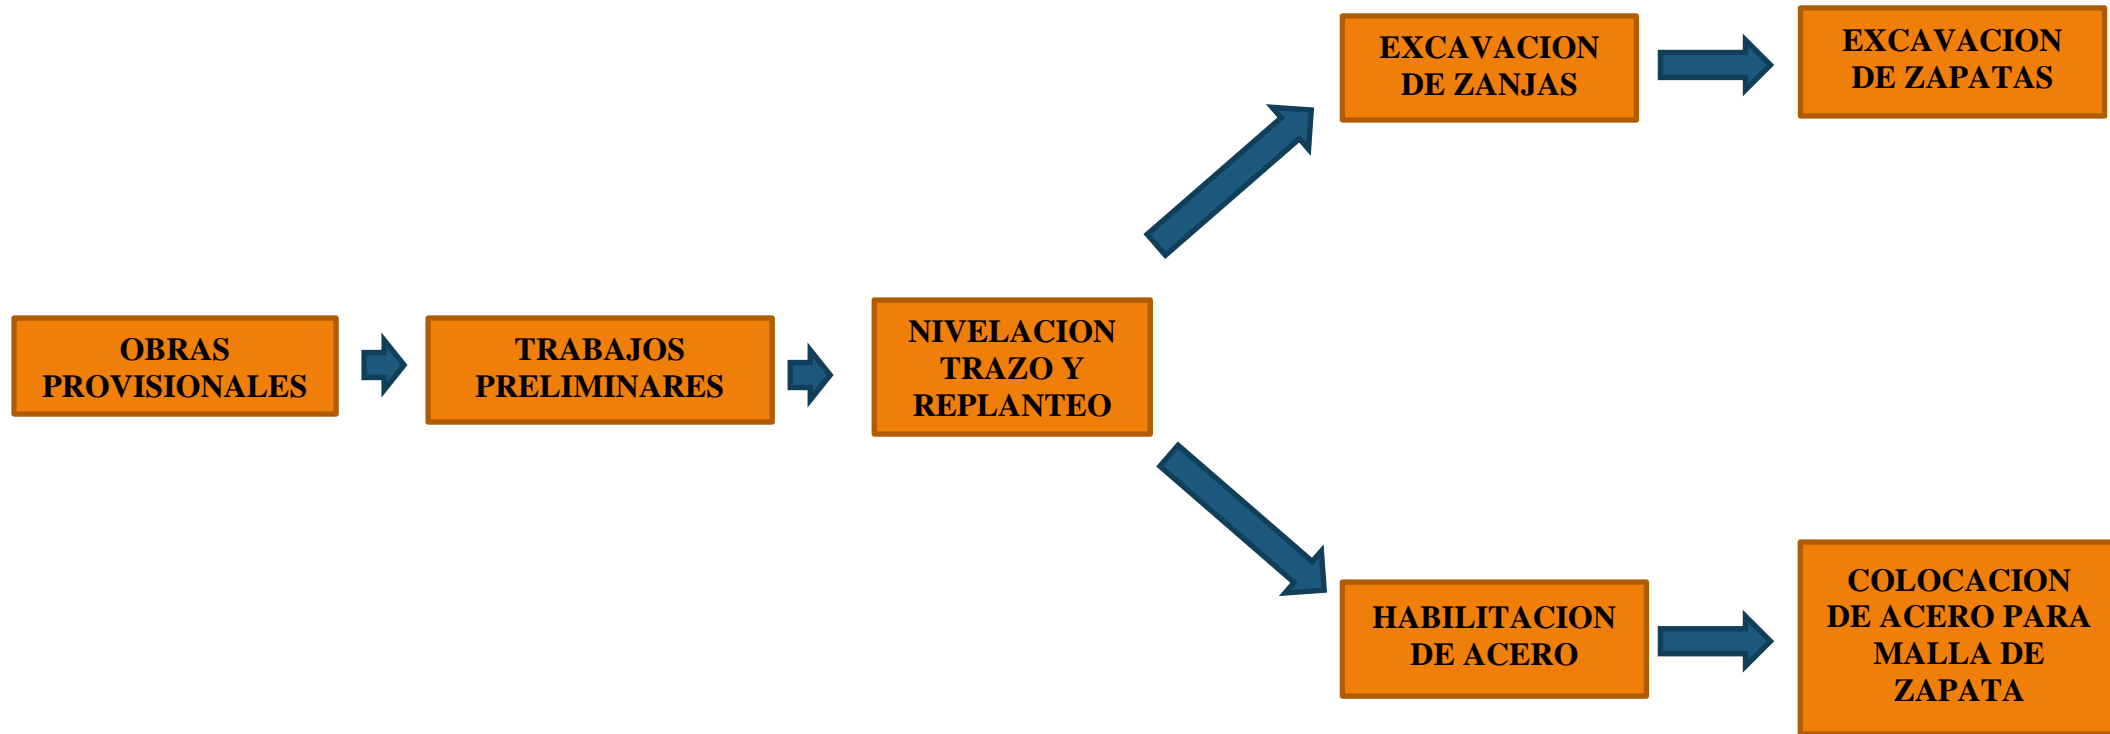 OBRAS
PROVISIONALES
TRABAJOS
PRELIMINARES
NIVELACION
TRAZO Y
REPLANTEO
EXCAVACION
DE ZANJAS
EXCAVACION
DE ZAPATAS
HABILITACION
DE ACERO
COLOCACION
DE ACERO PARA
MALLA DE
ZAPATA